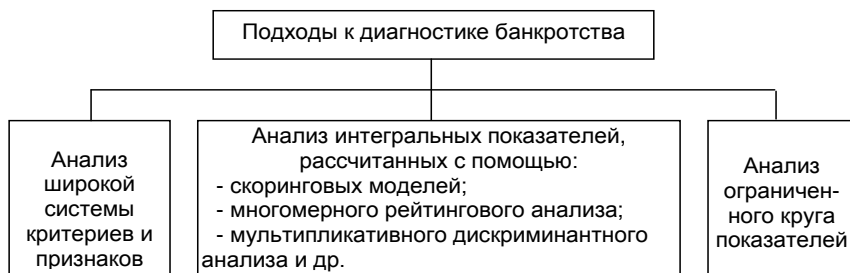 Подходы к диагностике банкротства
Анализ
широкой
системы
критериев и
признаков
Анализ интегральных показателей,
рассчитанных с помощью:
- скоринговых моделей;
- многомерного рейтингового анализа;
- мультипликативного дискриминантного
анализа и др.
Анализ
ограничен-
ного круга
показателей